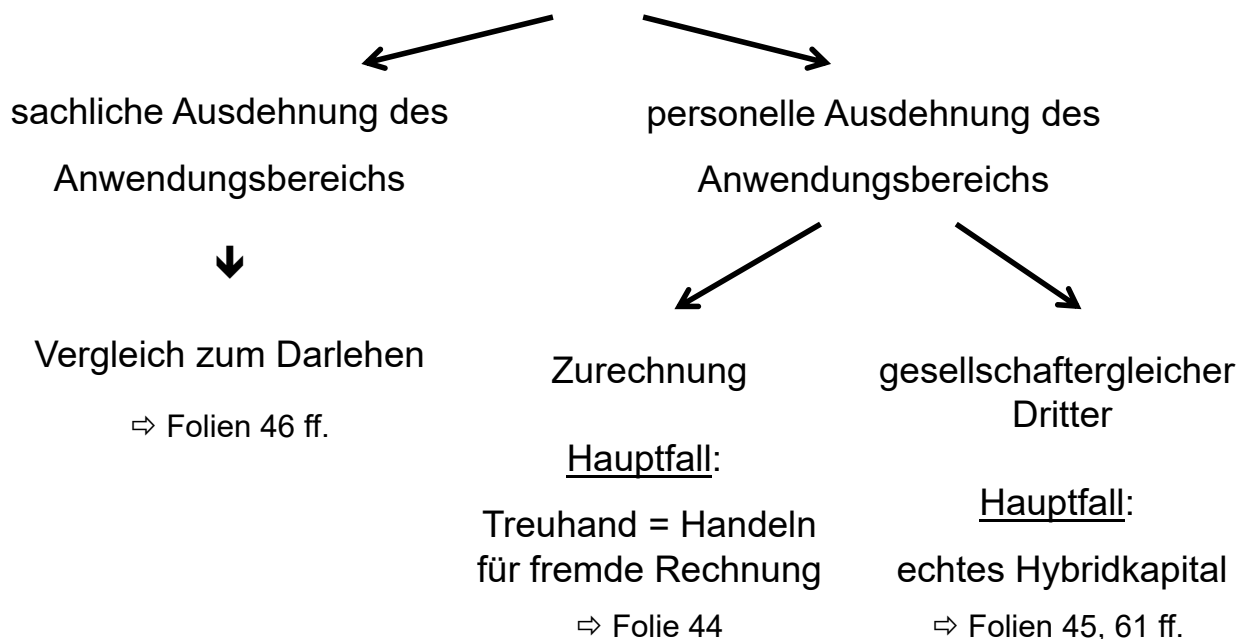 sachliche Ausdehnung des
Anwendungsbereichs
Vergleich zum Darlehen
⇨ Folien 46 ff.
personelle Ausdehnung des
Anwendungsbereichs
Zurechnung
Hauptfall:
Treuhand = Handeln
für fremde Rechnung
⇨ Folie 44
gesellschaftergleicher
Dritter
Hauptfall:
echtes Hybridkapital
⇨ Folien 45, 61 ff.